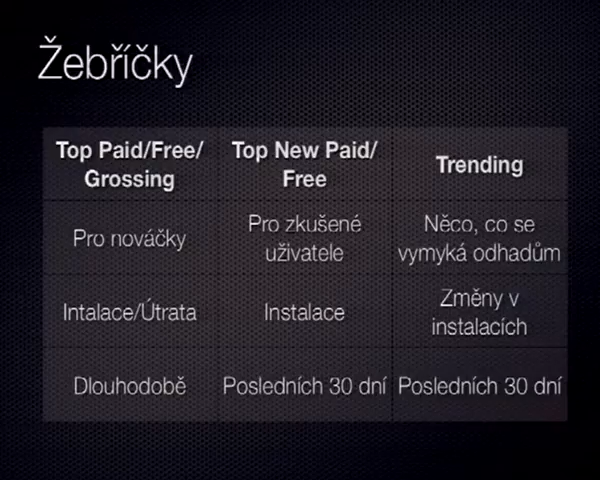 Žebříčky
Top Paid/Free/
Grossing
Top New Paid/
Free
Trending
Pro nováčky
Pro zkušené
uživatele
Něco, co se
vymyká odhadům
Intalace/Útrata
Instalace
Změny v
instalacích
Dlouhodobě
Posledních 30 dní
Posledních 30 dní